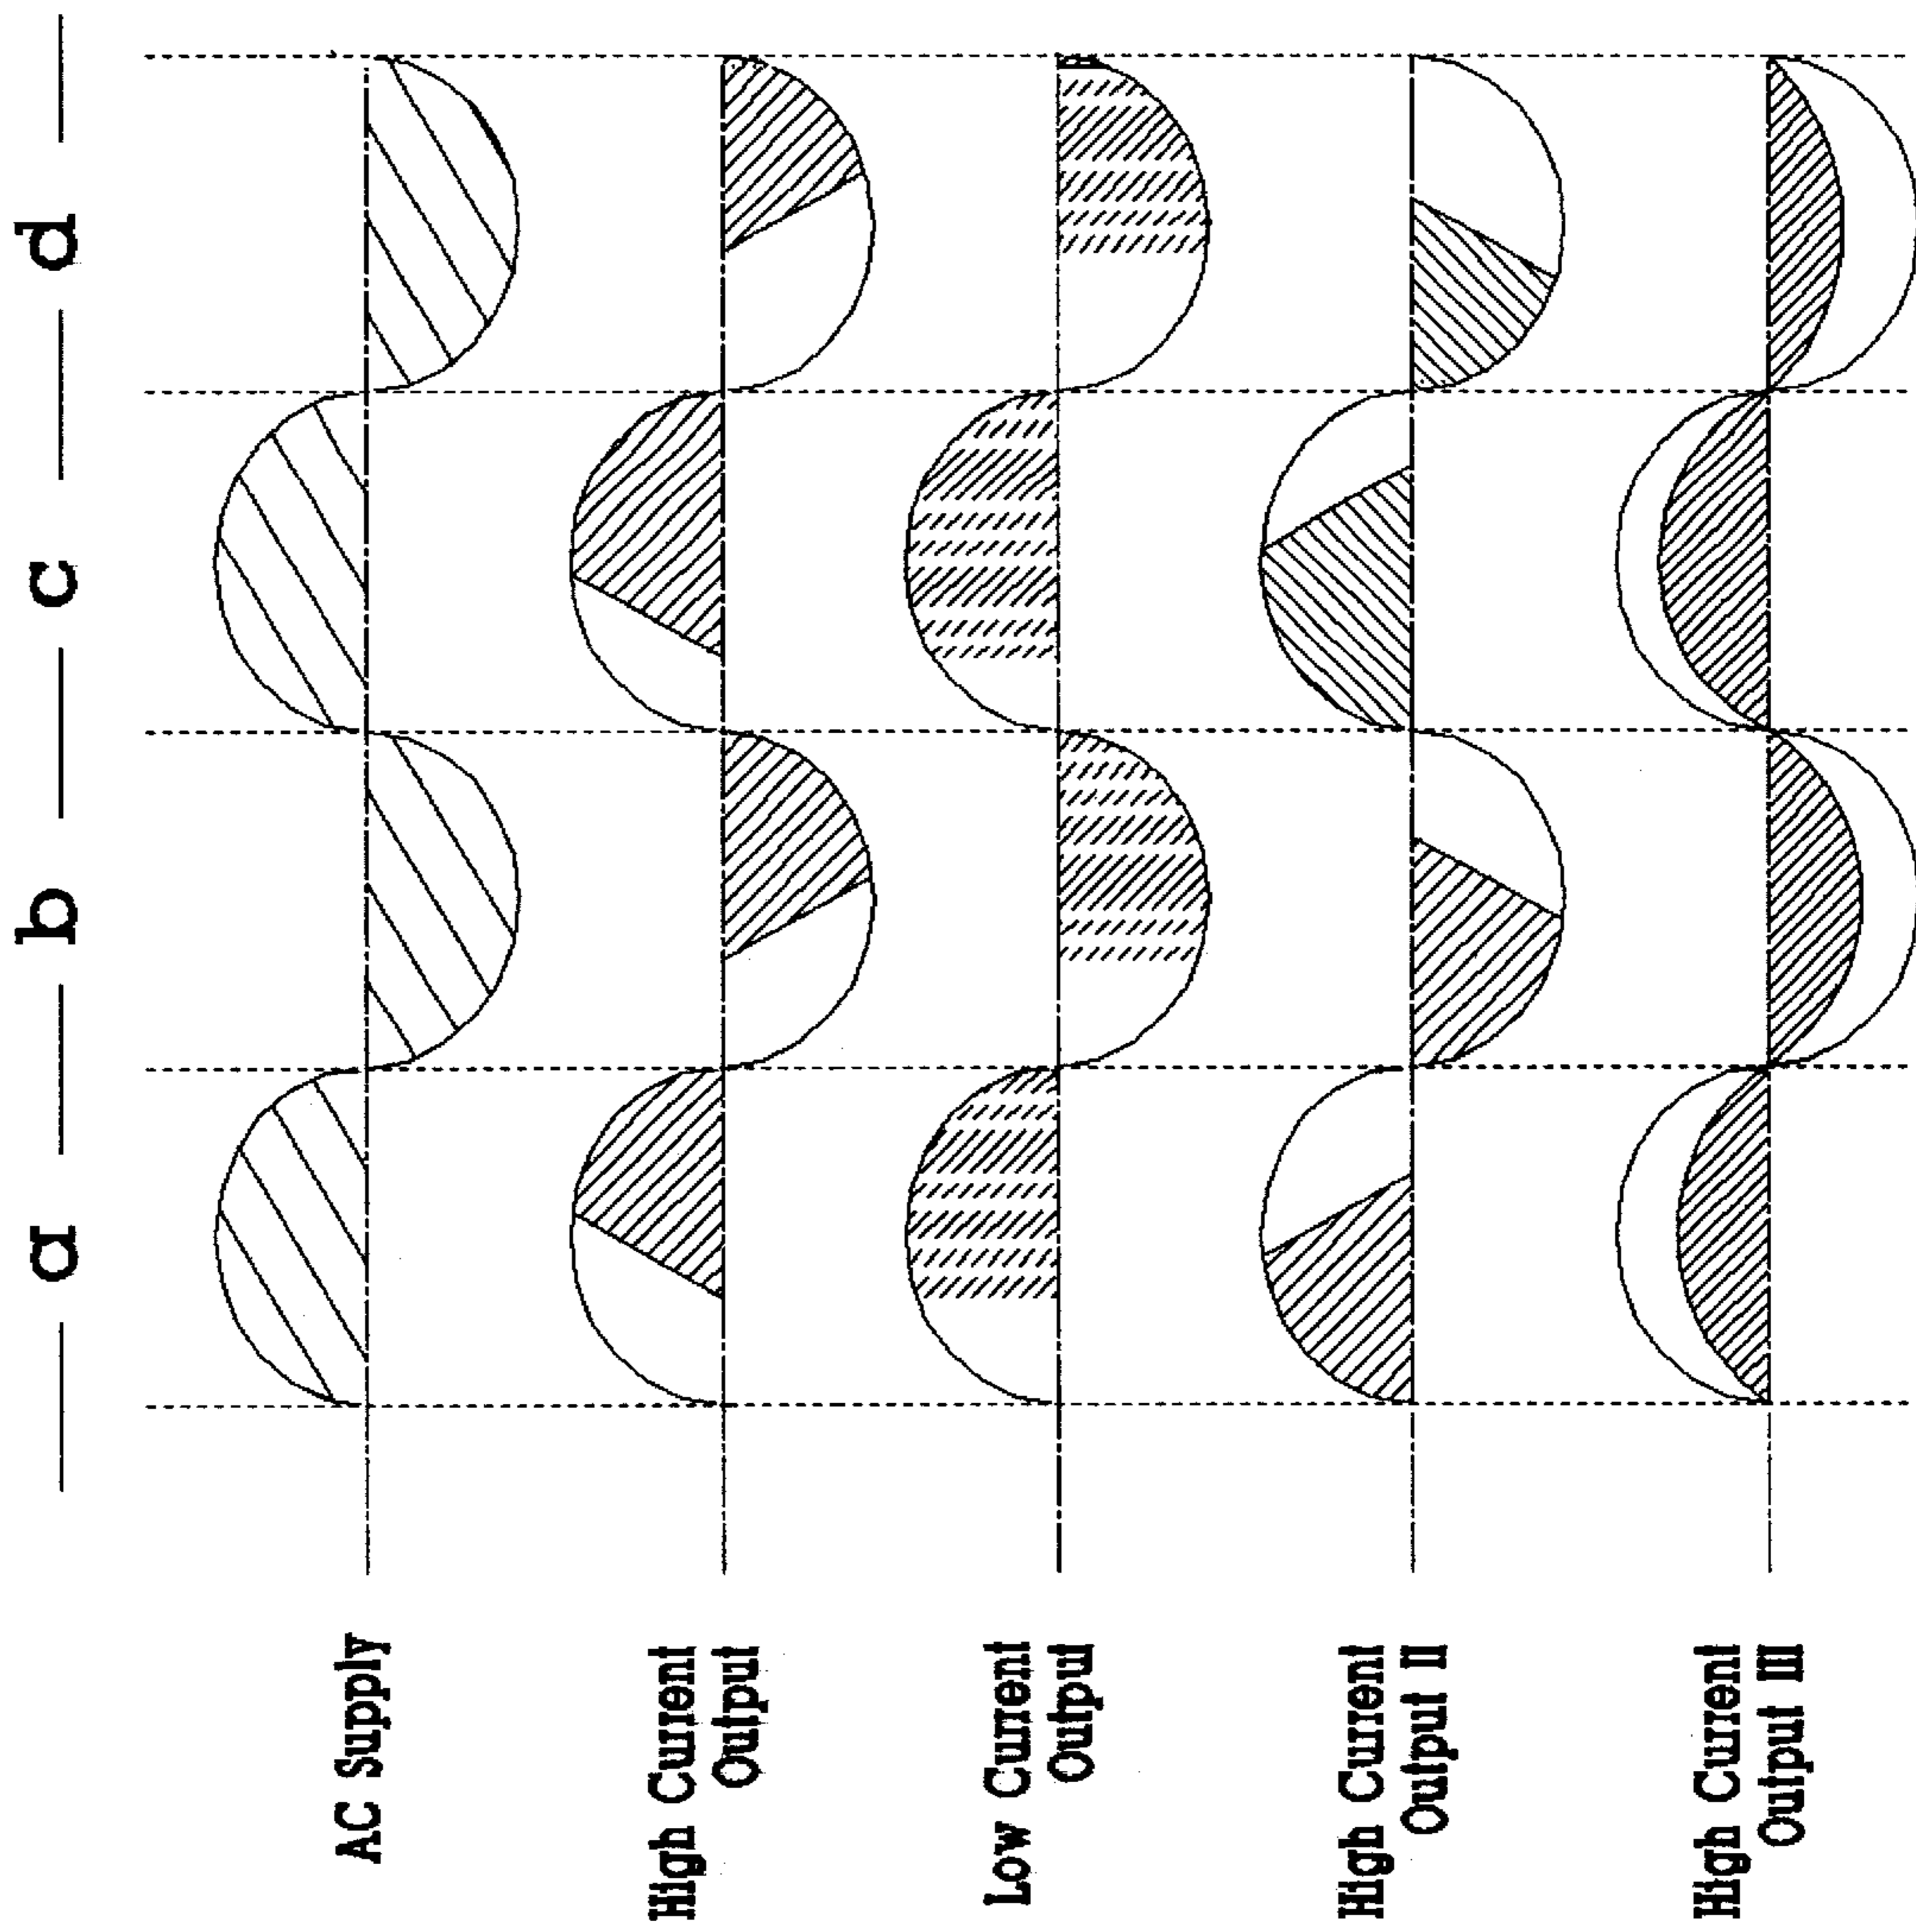 a b c d
AC Supply
High Current
Output
Low Current
Output
High Current
Output II
High Current
Output III